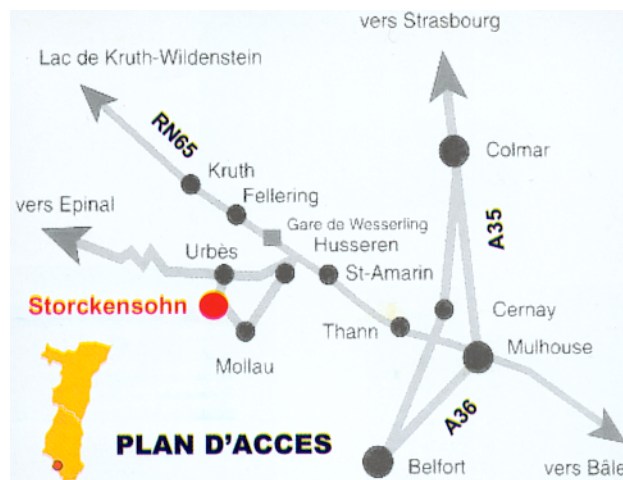 vers Strasbourg
Lac de Kruth-Wildenstein
RN65
Colmar
Kruth
Fellering
vers Epinal
Gare de Wesserling
Husseren
A35
Urbès
St-Amarin
Storckensohn
Cernay
Thann
Mulhouse
Mollau
A36
PLAN D'ACCES
Belfort
vers Bâle